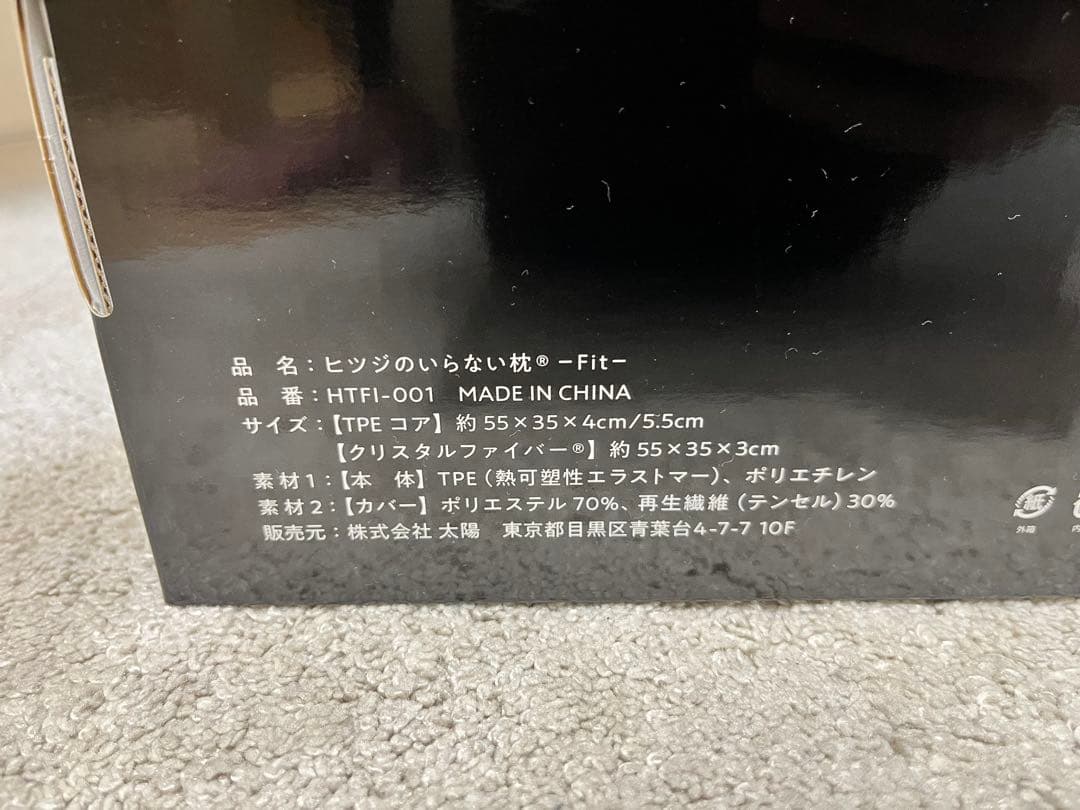 品 名：ヒツジのいらない枕® −Fit−
品 番：HTFI-001 MADE IN CHINA
サイズ：【TPE コア】約 55×35×4cm/5.5cm
【クリスタルファイバー®】約 55×35×3cm
素材1：【本 体】TPE（熱可塑性エラストマー）、ポリエチレン
素材2：【カバー】ポリエステル 70%、再生繊維（テンセル）30%
販売元：株式会社 太陽 東京都目黒区青葉台4-7-7 10F
紙
外箱
内